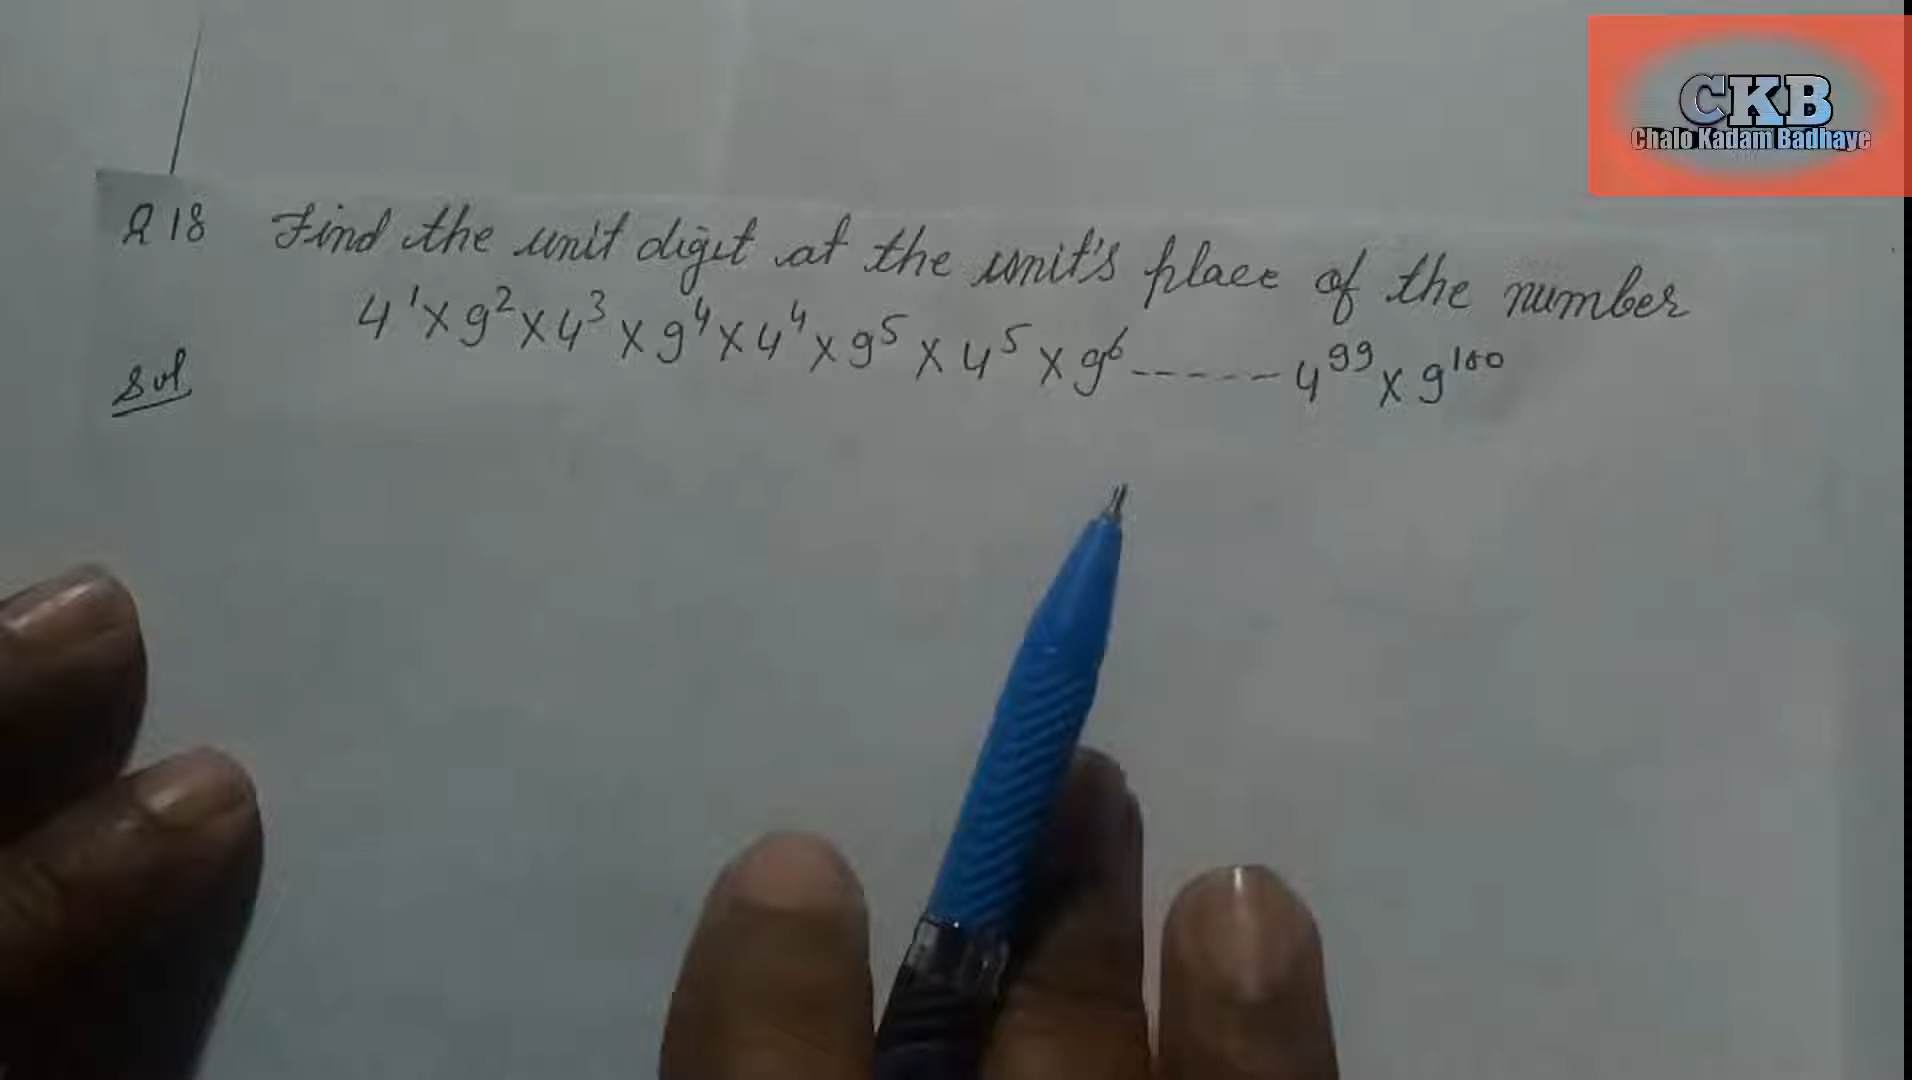 CKB
Chalo Kadam Badhaye
Q 18 Find the unit digit at the unit's place of the number
4¹ x 9² x 4³ x 9⁴ x 4⁴ x 9⁵ x 4⁵ x 9⁶ ------ 4⁹⁹ x 9¹⁰⁰
Sol